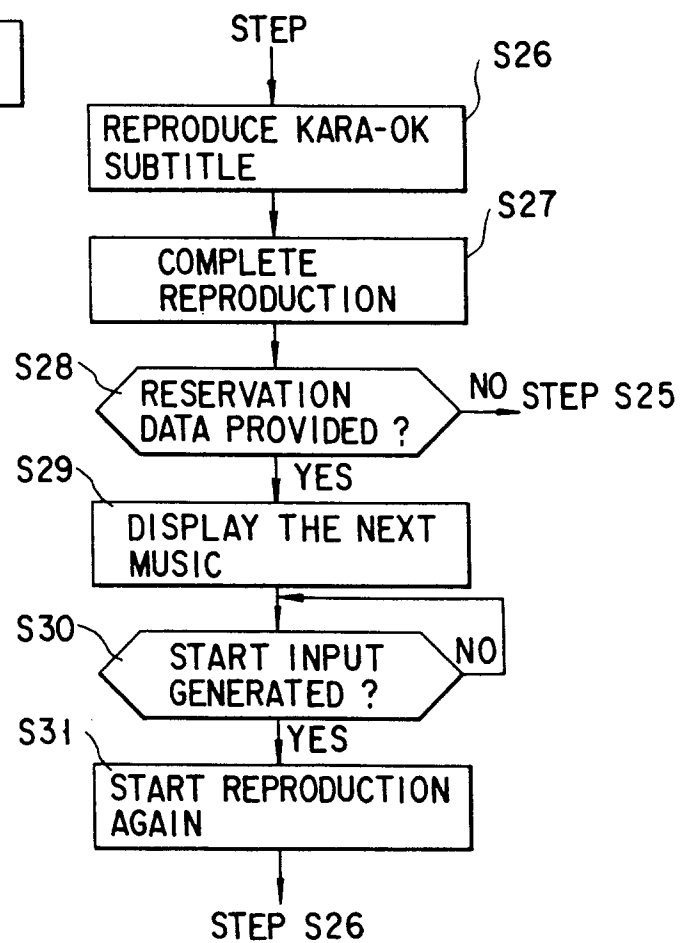 STEP
S26
REPRODUCE KARA-OK
SUBTITLE
S27
COMPLETE
REPRODUCTION
S28
RESERVATION
DATA PROVIDED ?
NO
STEP S25
YES
S29
DISPLAY THE NEXT
MUSIC
S30
START INPUT
GENERATED ?
NO
YES
S31
START REPRODUCTION
AGAIN
STEP S26